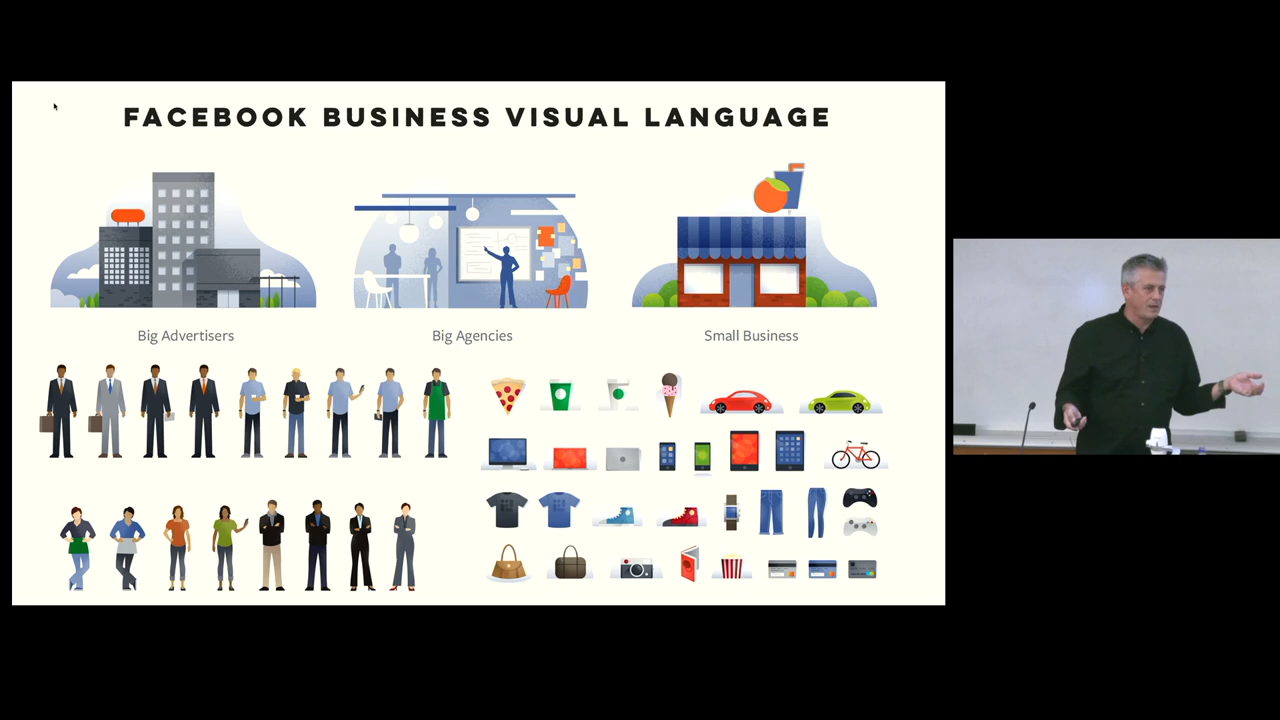 FACEBOOK BUSINESS VISUAL LANGUAGE
Big Advertisers
Big Agencies
Small Business